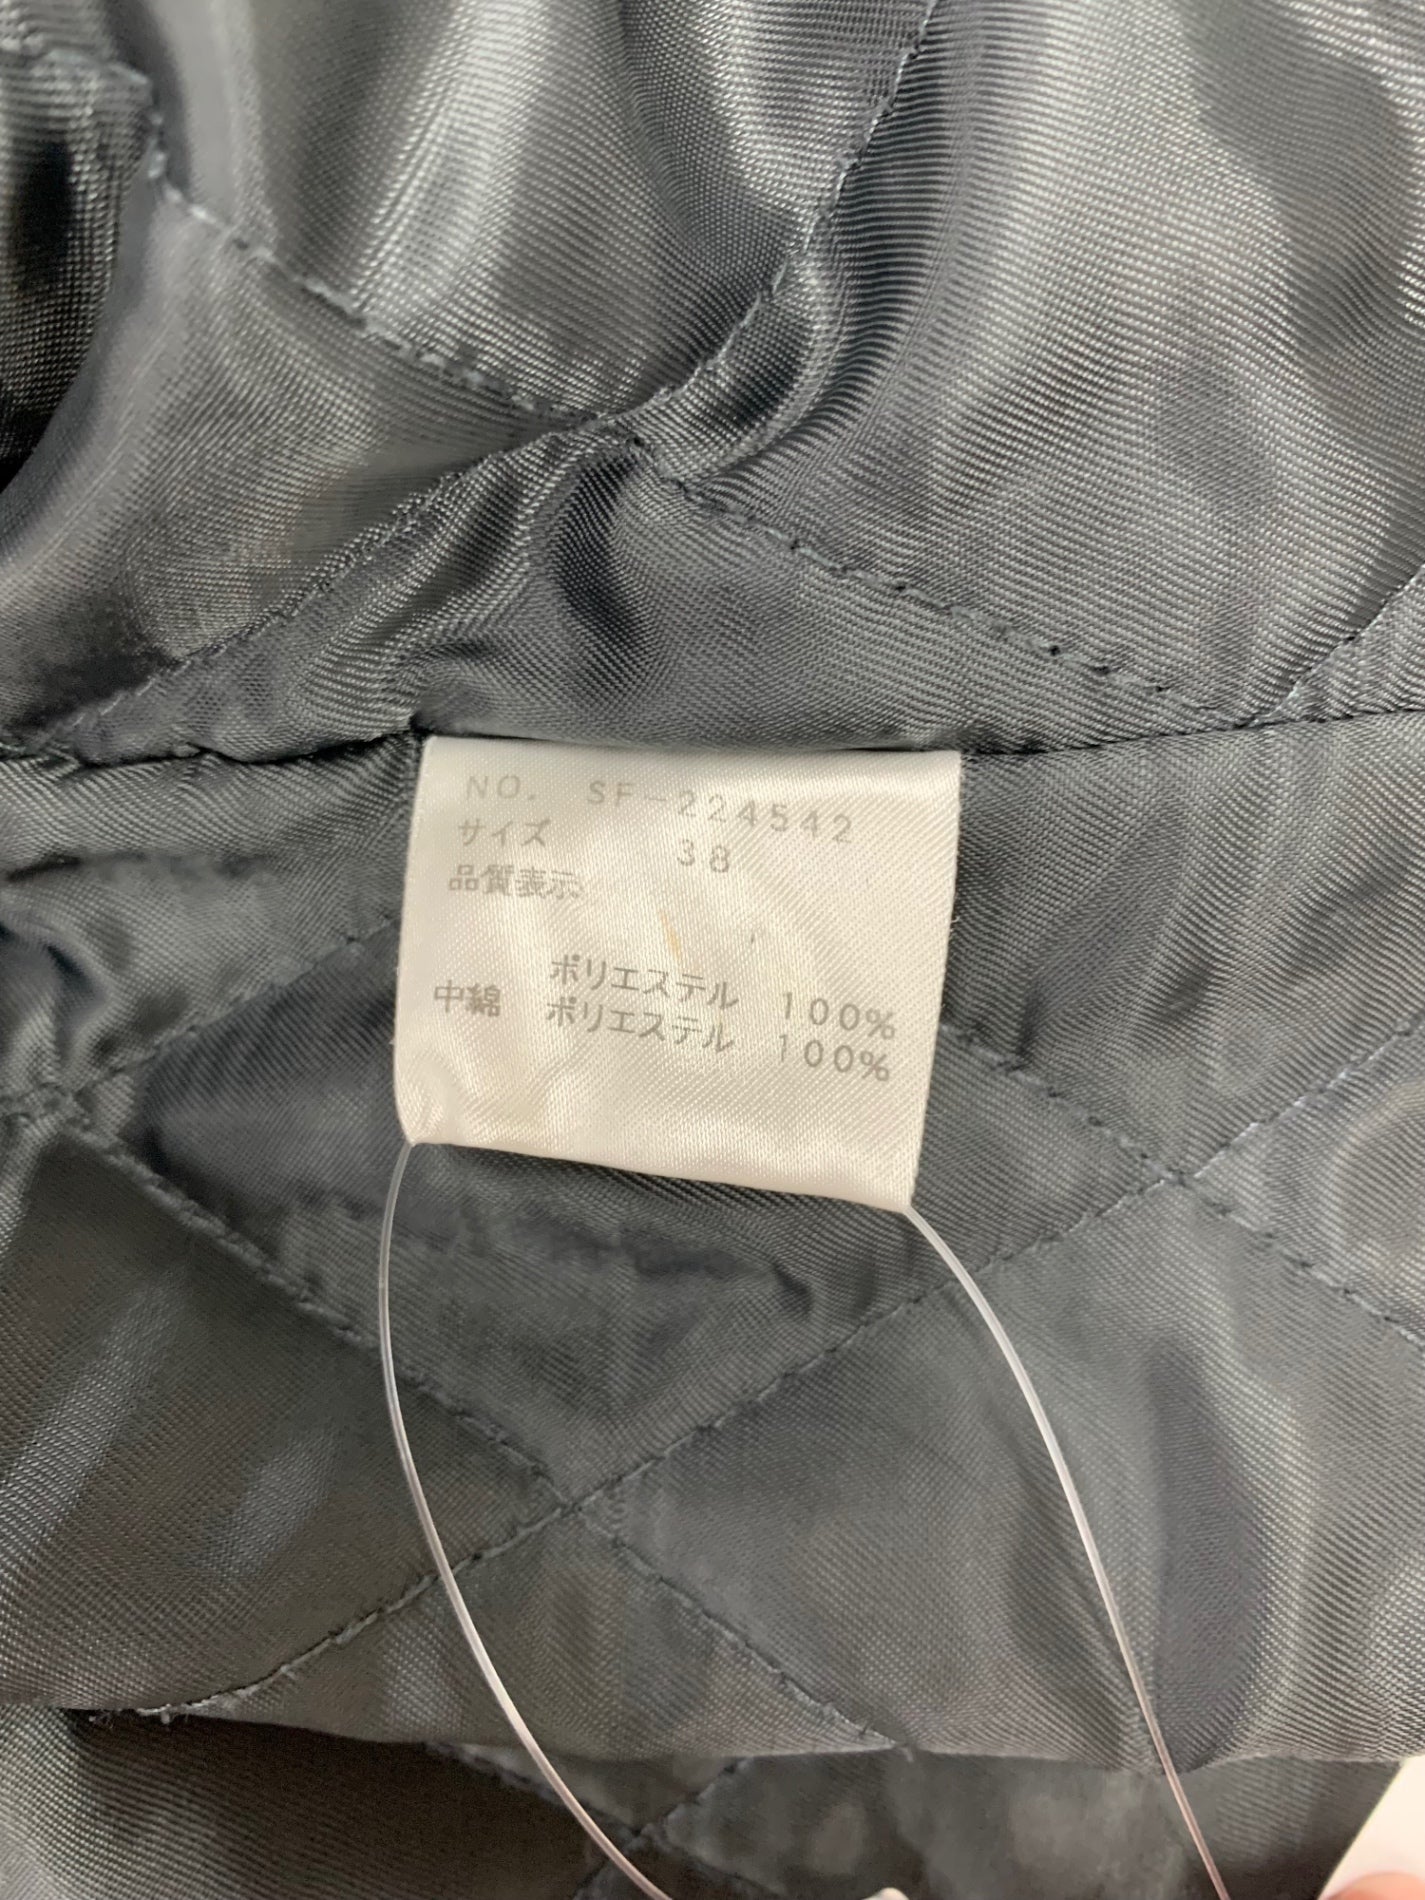 NO. SF-224542
サイズ 38
品質表示
ポリエステル 100%
中綿 ポリエステル 100%